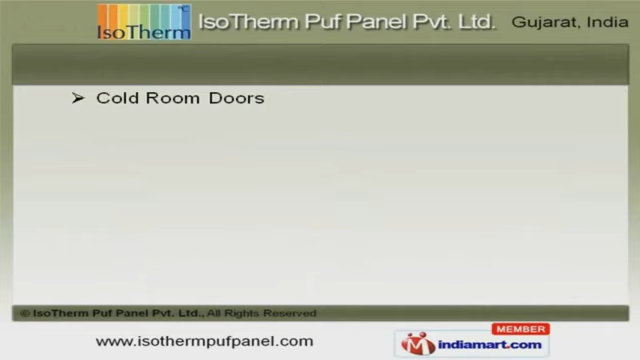 IsoTherm °C
IsoTherm Puf Panel Pvt. Ltd. Gujarat, India
➢ Cold Room Doors
© IsoTherm Puf Panel Pvt. Ltd., All Rights Reserved
www.isothermpufpanel.com
MEMBER
M indiamart.com